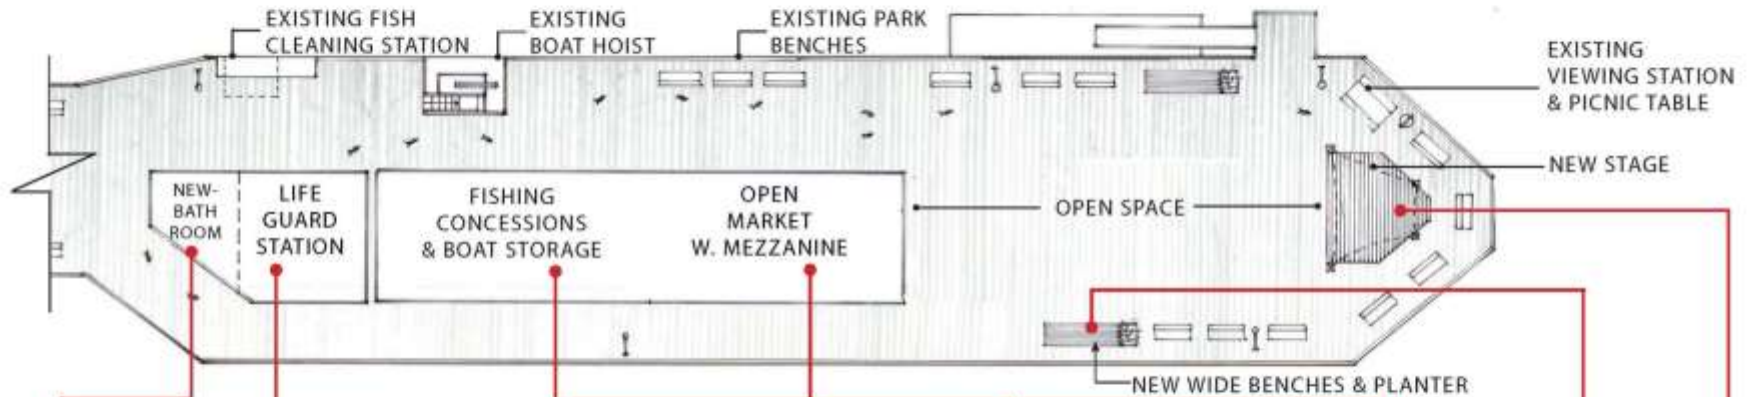 EXISTING FISH
CLEANING STATION
EXISTING
BOAT HOIST
EXISTING PARK
BENCHES
EXISTING
VIEWING STATION
& PICNIC TABLE
NEW STAGE
NEW-
BATH
ROOM
LIFE
GUARD
STATION
FISHING
CONCESSIONS
& BOAT STORAGE
OPEN
MARKET
W. MEZZANINE
OPEN SPACE
NEW WIDE BENCHES & PLANTER